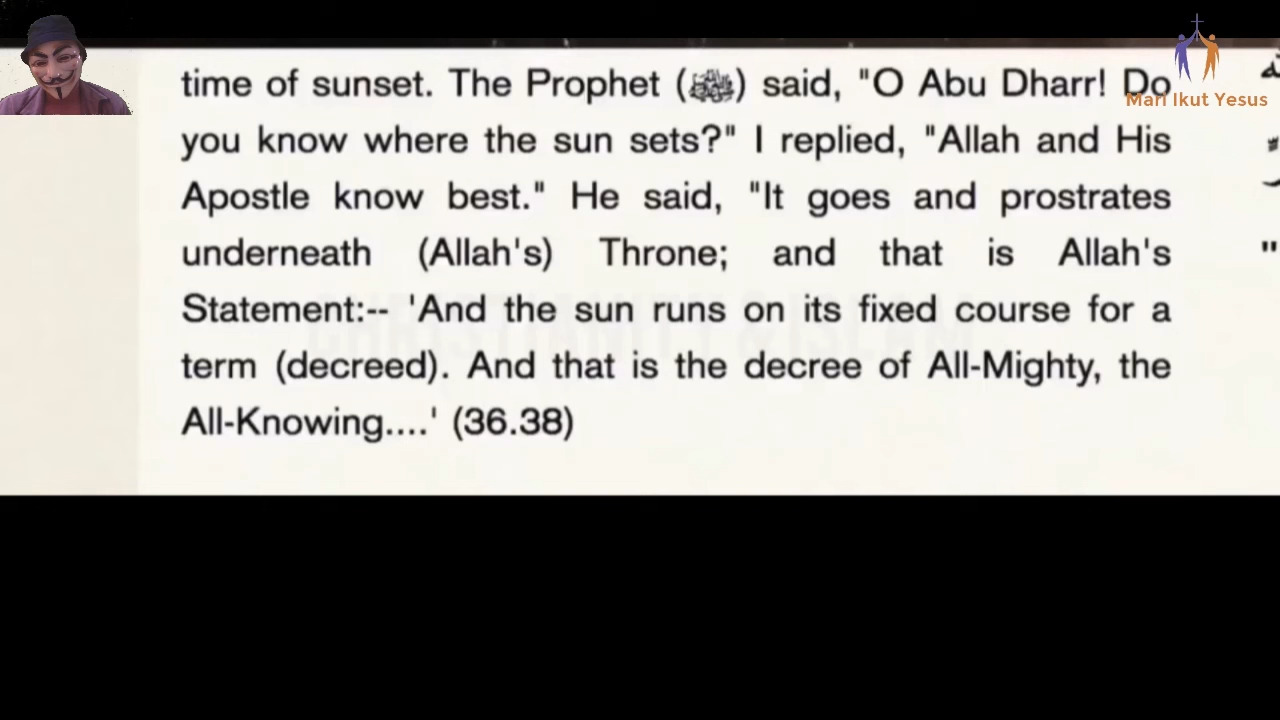 time of sunset. The Prophet (ﷺ) said, "O Abu Dharr! Do
Mari Ikut Yesus
you know where the sun sets?" I replied, "Allah and His
Apostle know best." He said, "It goes and prostrates
underneath (Allah's) Throne; and that is Allah's
Statement:-- 'And the sun runs on its fixed course for a
CHRISTIANITY & ISLAM
term (decreed). And that is the decree of All-Mighty, the
All-Knowing....' (36.38)